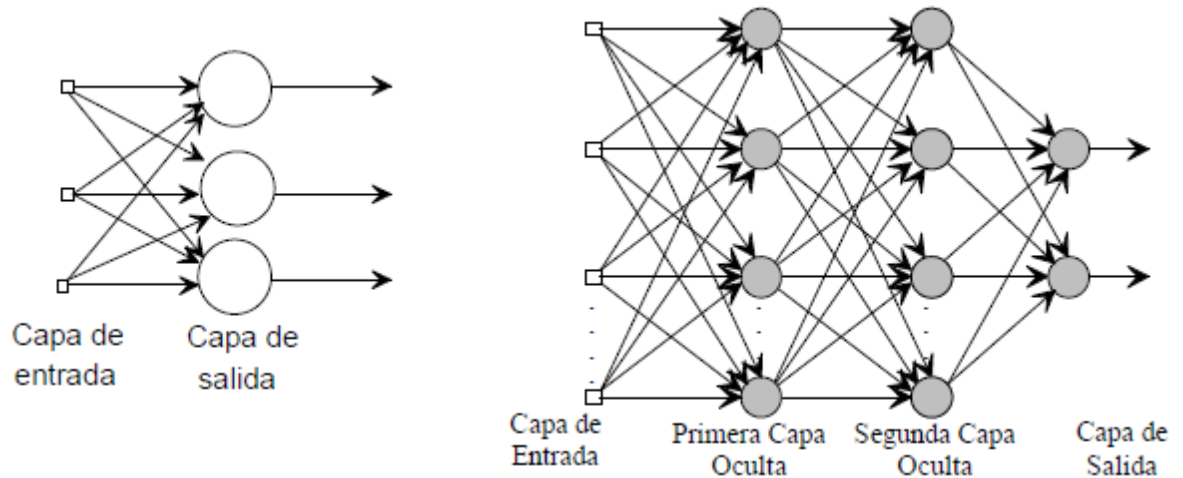 Capa de
entrada
Capa de
salida
Capa de
Entrada
Primera Capa
Oculta
Segunda Capa
Oculta
Capa de
Salida